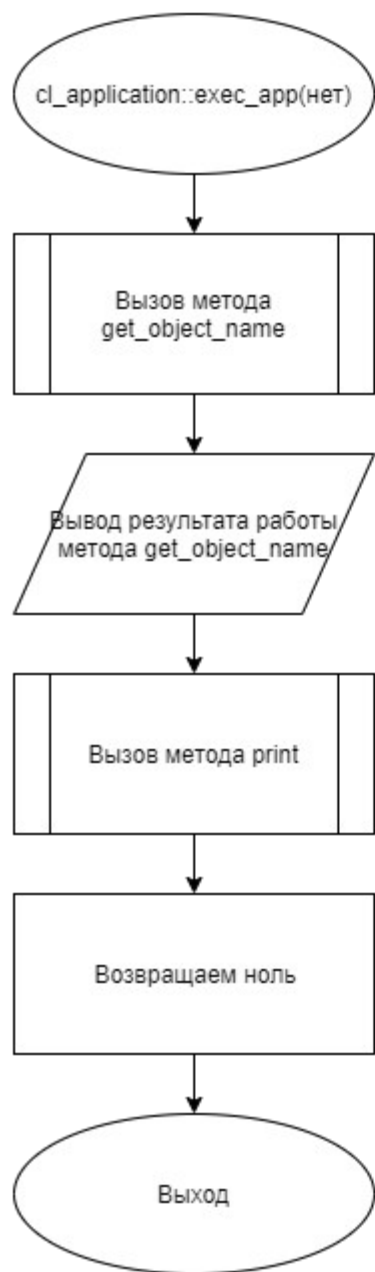 cl_application::exec_app(нет)
Вызов метода
get_object_name
Вывод результата работы
метода get_object_name
Вызов метода print
Возвращаем ноль
Выход